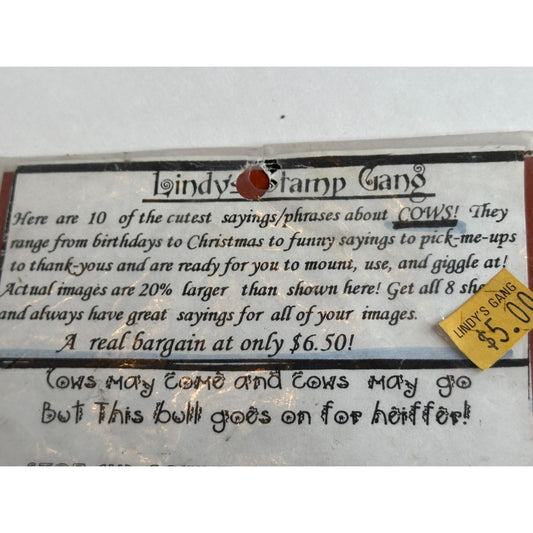 Lindy's Stamp Gang
Here are 10 of the cutest sayings/phrases about COWS! They
range from birthdays to Christmas to funny sayings to pick-me-ups
to thank-yous and are ready for you to mount, use, and giggle at!
Actual images are 20% larger than shown here! Get all 8
and always have great sayings for all of your images.
A real bargain at only $6.50!
LINDY'S GANG
$5.00
Cows may come and cows may go
But This bull goes on for heiffer!